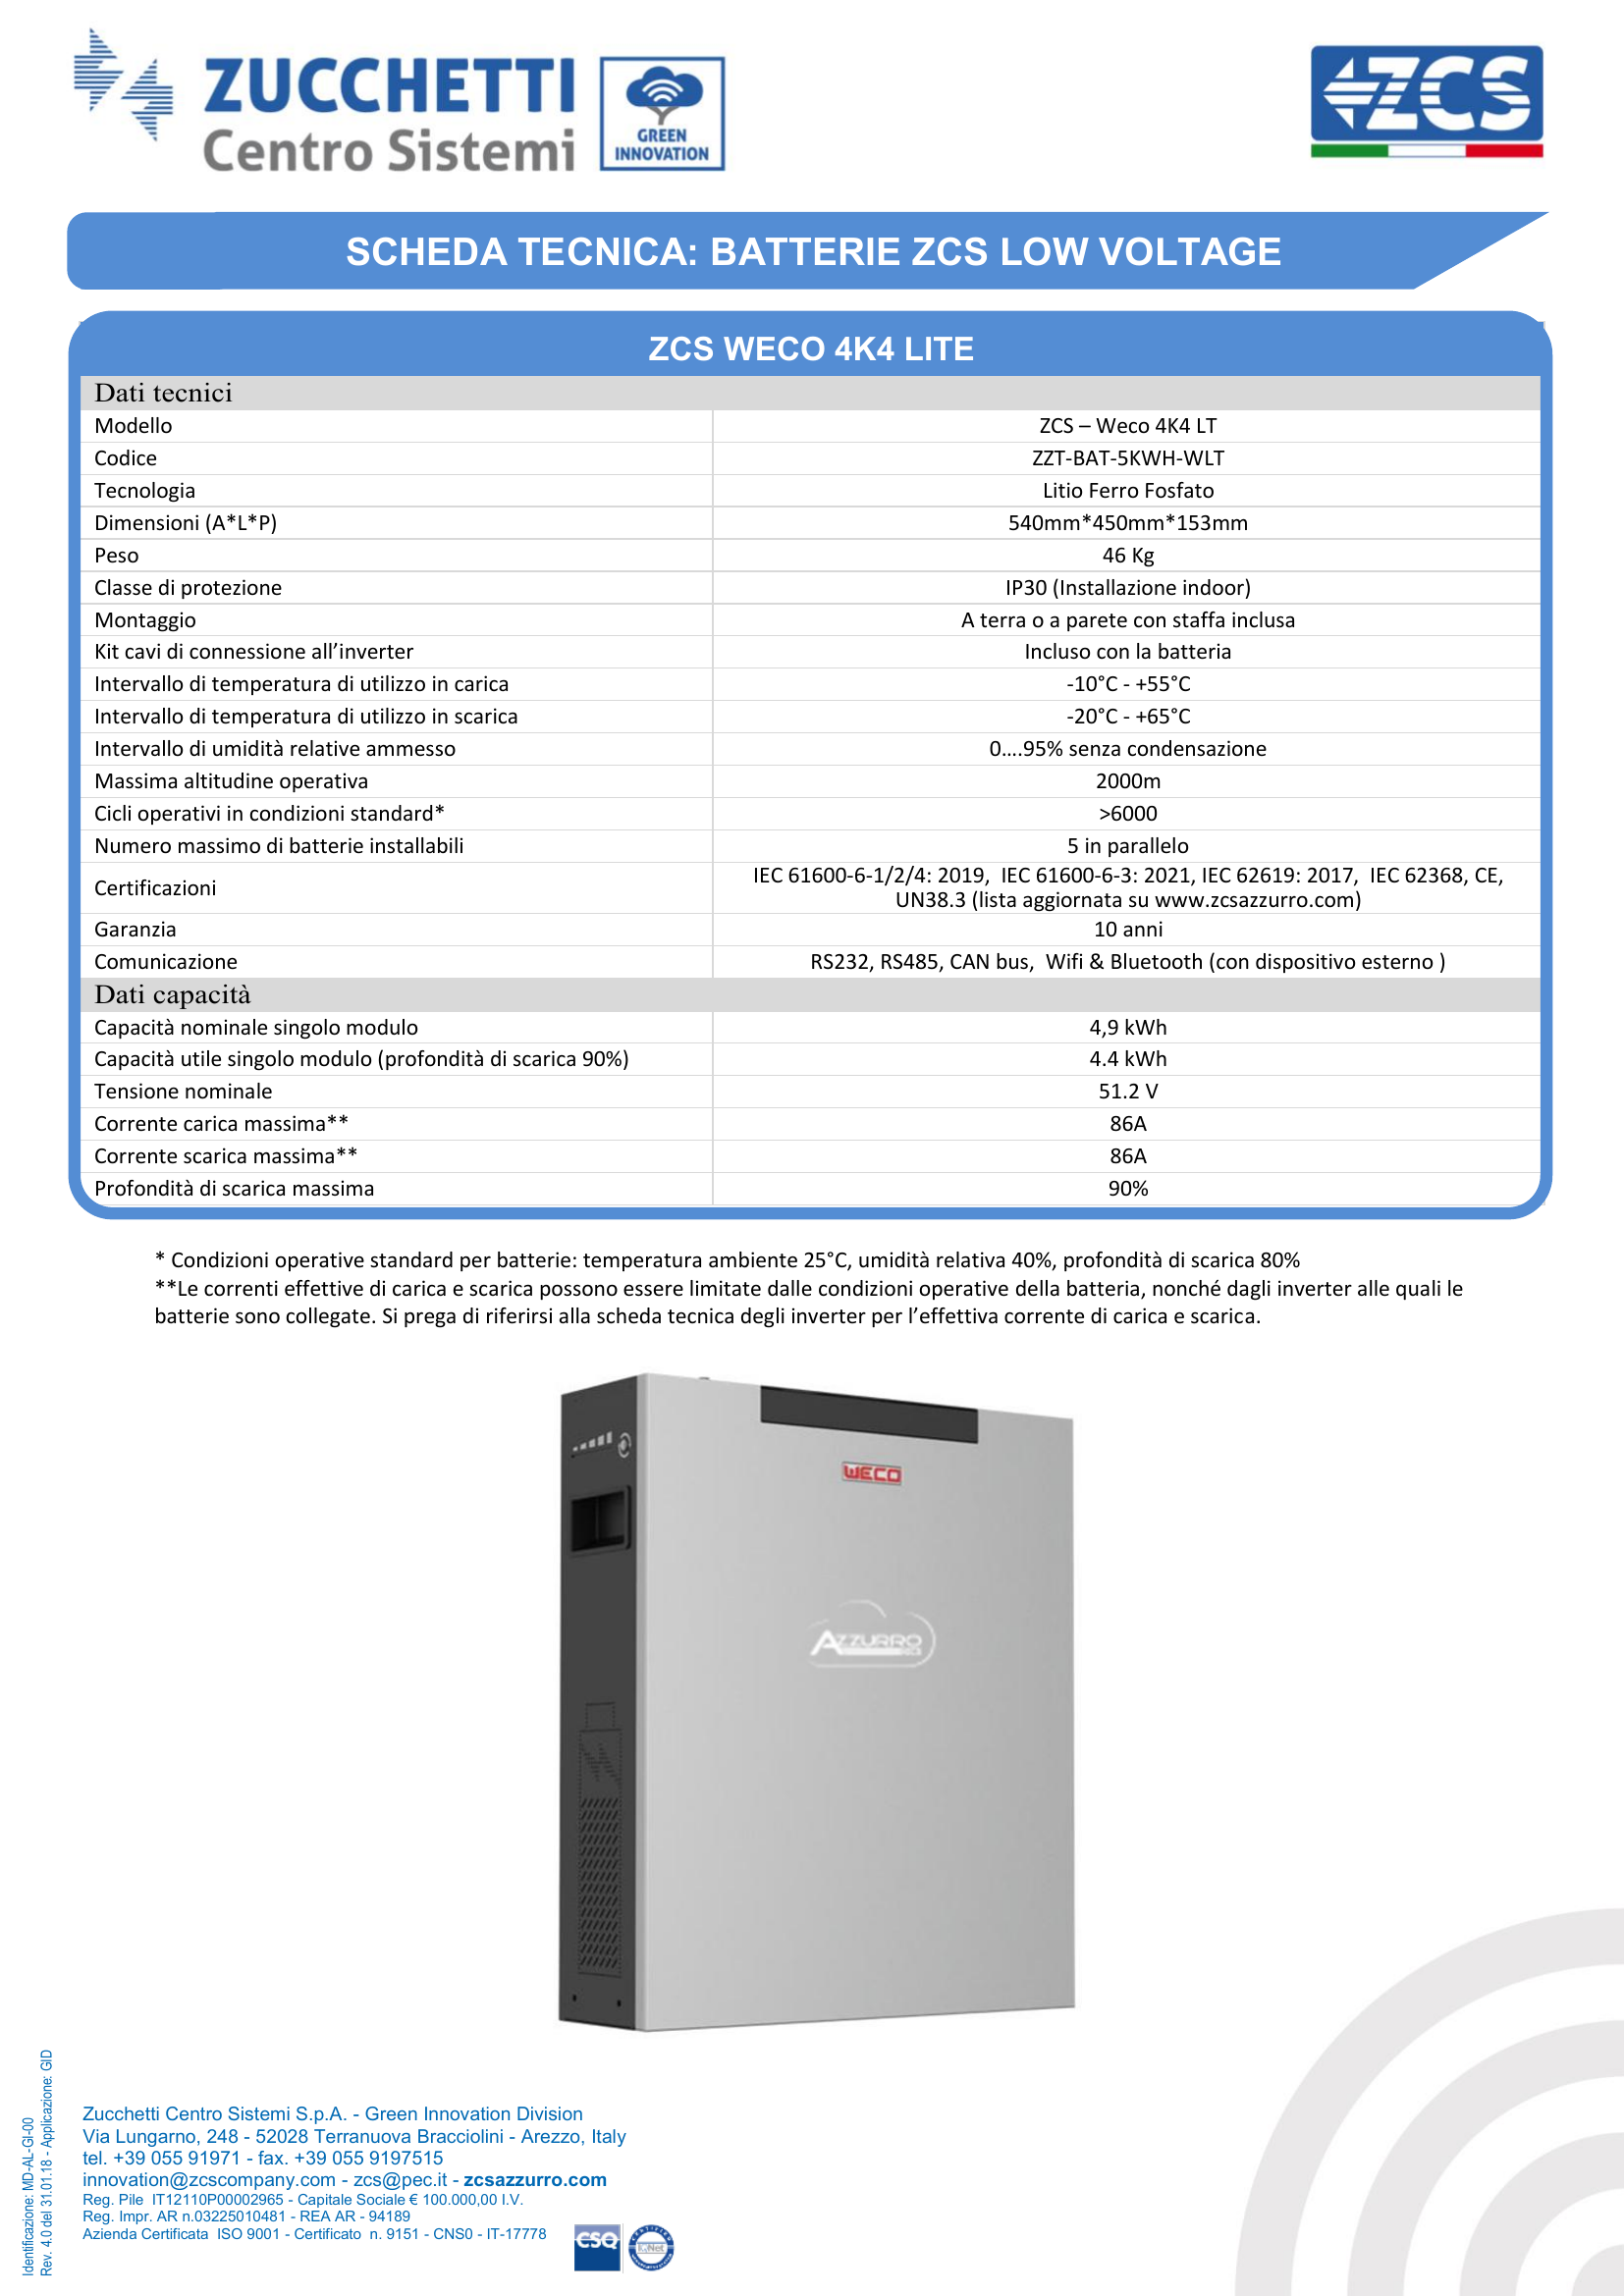 ZUCCHETTI
Centro Sistemi
GREEN
INNOVATION
ZCS
SCHEDA TECNICA: BATTERIE ZCS LOW VOLTAGE
ZCS WECO 4K4 LITE
Dati tecnici
Modello ZCS – Weco 4K4 LT
Codice ZZT-BAT-5KWH-WLT
Tecnologia Litio Ferro Fosfato
Dimensioni (A*L*P) 540mm*450mm*153mm
Peso 46 Kg
Classe di protezione IP30 (Installazione indoor)
Montaggio A terra o a parete con staffa inclusa
Kit cavi di connessione all’inverter Incluso con la batteria
Intervallo di temperatura di utilizzo in carica -10°C - +55°C
Intervallo di temperatura di utilizzo in scarica -20°C - +65°C
Intervallo di umidità relative ammesso 0....95% senza condensazione
Massima altitudine operativa 2000m
Cicli operativi in condizioni standard* >6000
Numero massimo di batterie installabili 5 in parallelo
Certificazioni IEC 61600-6-1/2/4: 2019, IEC 61600-6-3: 2021, IEC 62619: 2017, IEC 62368, CE,
UN38.3 (lista aggiornata su www.zcsazzurro.com)
Garanzia 10 anni
Comunicazione RS232, RS485, CAN bus, Wifi & Bluetooth (con dispositivo esterno )
Dati capacità
Capacità nominale singolo modulo 4,9 kWh
Capacità utile singolo modulo (profondità di scarica 90%) 4.4 kWh
Tensione nominale 51.2 V
Corrente carica massima** 86A
Corrente scarica massima** 86A
Profondità di scarica massima 90%
* Condizioni operative standard per batterie: temperatura ambiente 25°C, umidità relativa 40%, profondità di scarica 80%
**Le correnti effettive di carica e scarica possono essere limitate dalle condizioni operative della batteria, nonché dagli inverter alle quali le
batterie sono collegate. Si prega di riferirsi alla scheda tecnica degli inverter per l’effettiva corrente di carica e scarica.
WECO
AZZURRO
Identificazione: MD-AL-GI-00
Rev. 4.0 del 31.01.18 - Applicazione: GID
Zucchetti Centro Sistemi S.p.A. - Green Innovation Division
Via Lungarno, 248 - 52028 Terranuova Bracciolini - Arezzo, Italy
tel. +39 055 91971 - fax. +39 055 9197515
innovation@zcscompany.com - zcs@pec.it - zcsazzurro.com
Reg. Pile IT12110P00002965 - Capitale Sociale € 100.000,00 I.V.
Reg. Impr. AR n.03225010481 - REA AR - 94189
Azienda Certificata ISO 9001 - Certificato n. 9151 - CNS0 - IT-17778
CSQ
IQNet